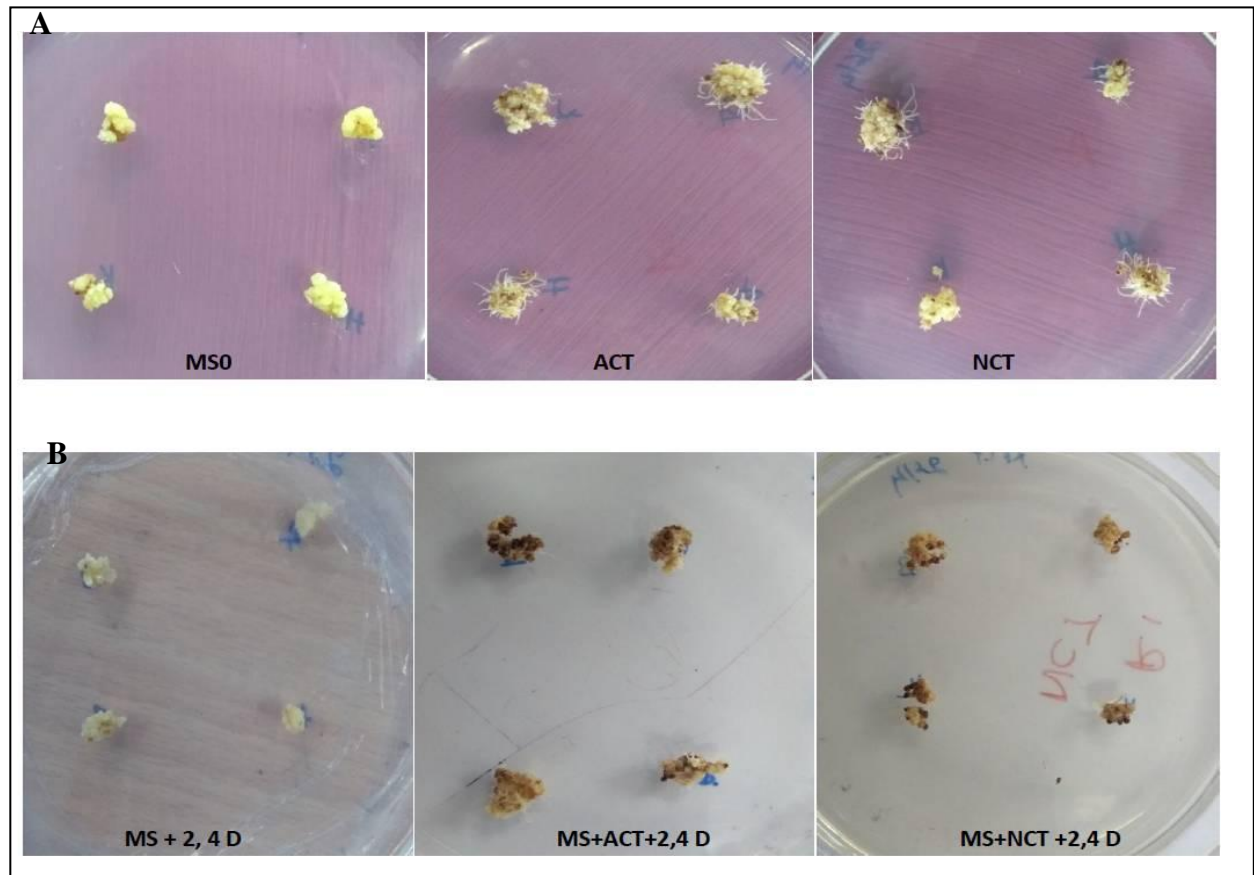 A
MS0
ACT
NCT
B
MS + 2, 4 D
MS+ACT+2,4 D
MS+NCT +2,4 D
NCT